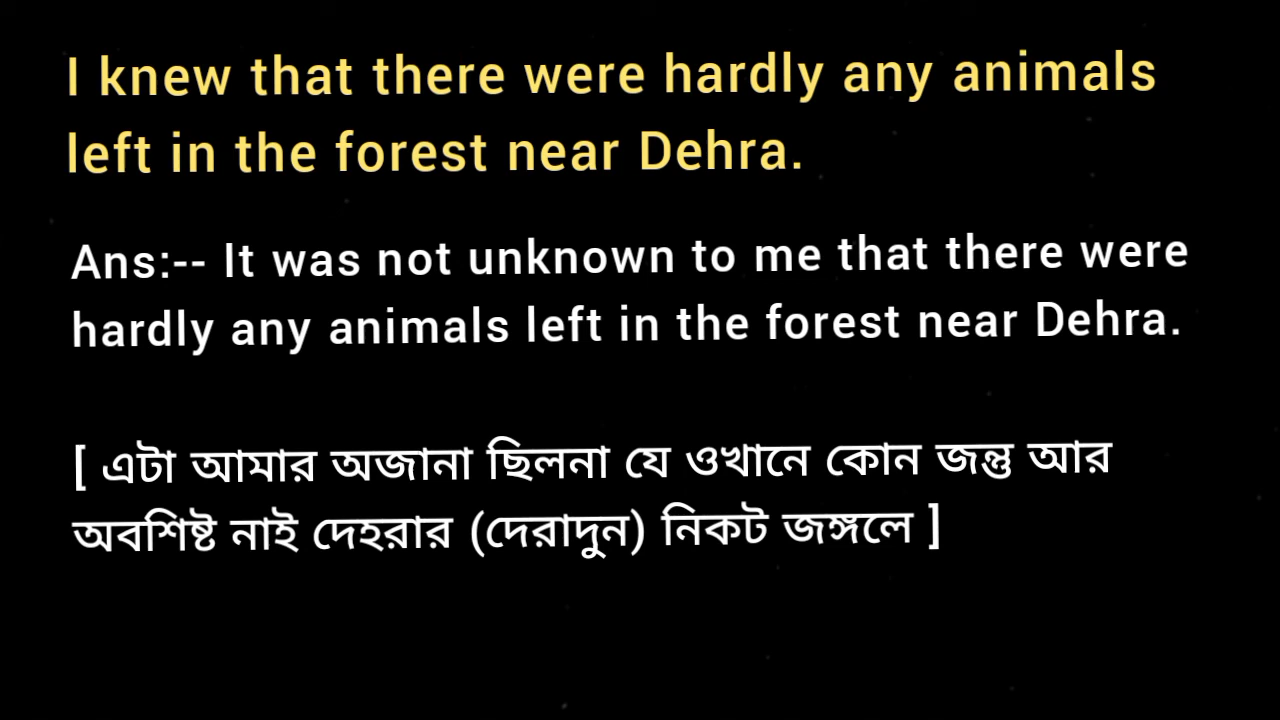 I knew that there were hardly any animals
left in the forest near Dehra.
Ans:-- It was not unknown to me that there were
hardly any animals left in the forest near Dehra.
[ এটা আমার অজানা ছিলনা যে ওখানে কোন জন্তু আর
অবশিষ্ট নাই দেহরার (দেরাদুন) নিকট জঙ্গলে ]